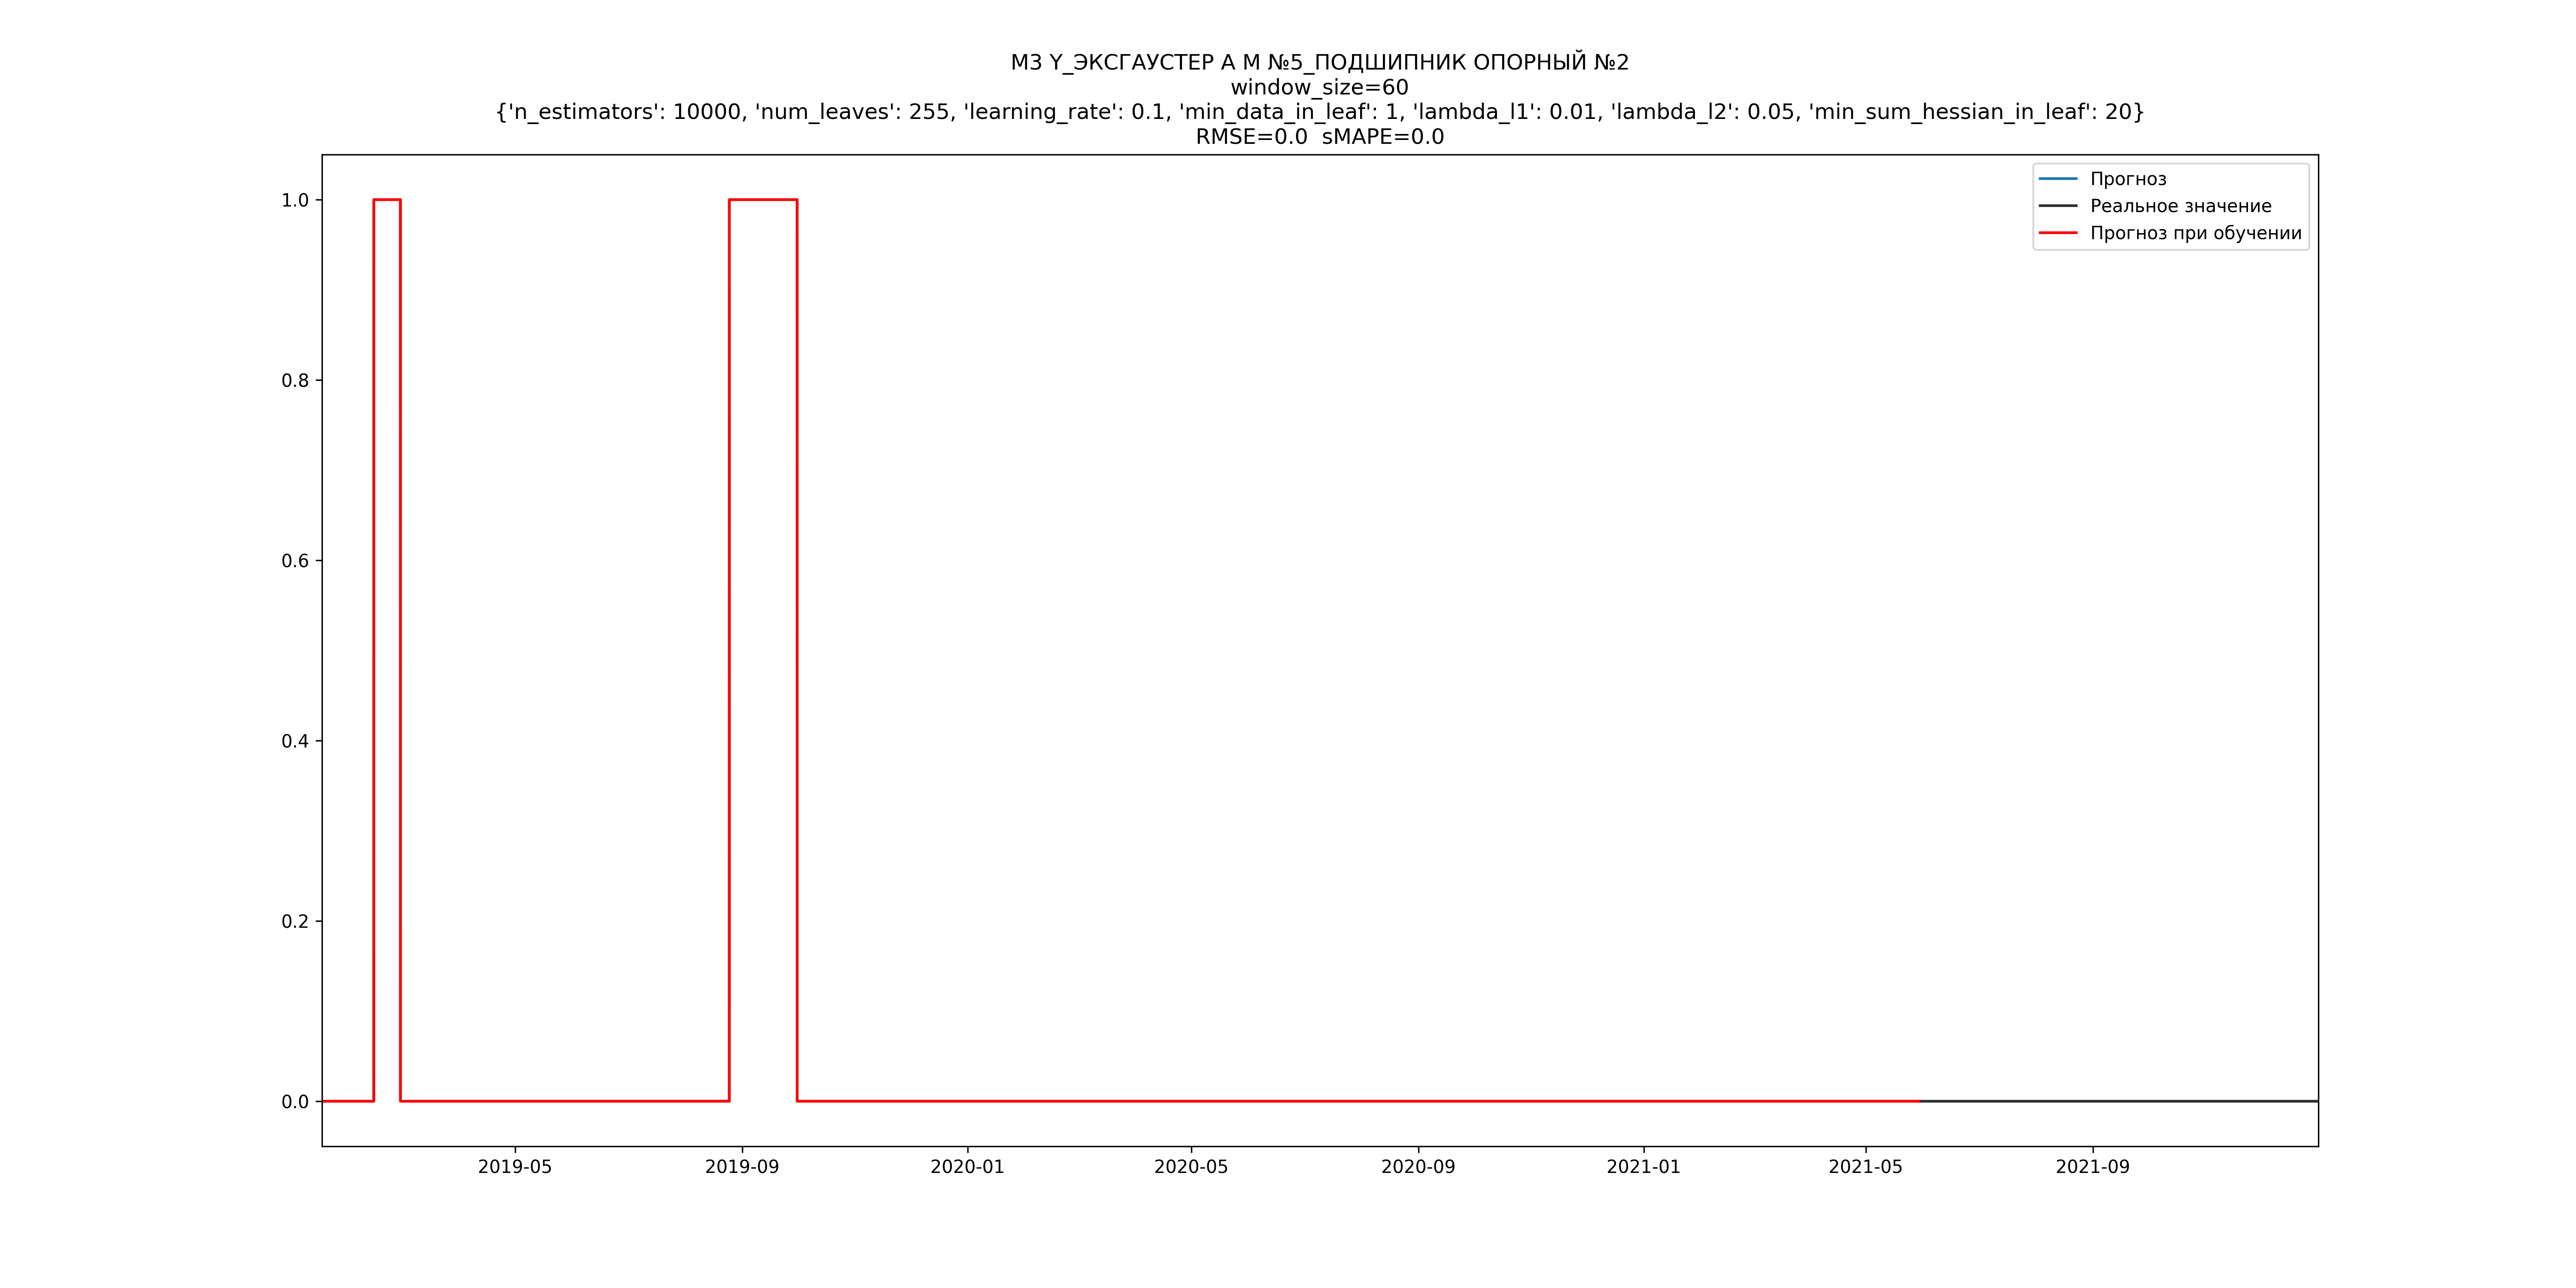 М3 Y_ЭКСГАУСТЕР А М №5_ПОДШИПНИК ОПОРНЫЙ №2
window_size=60
{'n_estimators': 10000, 'num_leaves': 255, 'learning_rate': 0.1, 'min_data_in_leaf': 1, 'lambda_l1': 0.01, 'lambda_l2': 0.05, 'min_sum_hessian_in_leaf': 20}
RMSE=0.0  sMAPE=0.0
Прогноз
Реальное значение
Прогноз при обучении
1.0
0.8
0.6
0.4
0.2
0.0
2019-05
2019-09
2020-01
2020-05
2020-09
2021-01
2021-05
2021-09